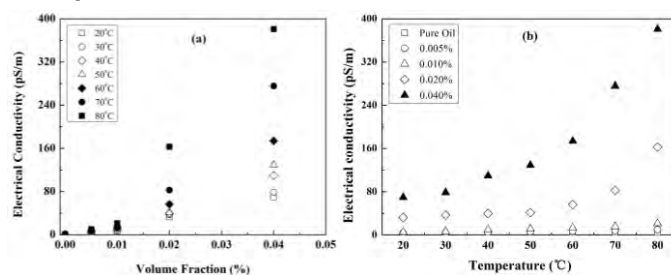 400
320
240
160
80
0
Electrical Conductivity (pS/m)
(a)
20°C
30°C
40°C
50°C
60°C
70°C
80°C
0.00 0.01 0.02 0.03 0.04 0.05
Volume Fraction (%)
400
320
240
160
80
0
Electrical conductivity (pS/m)
(b)
Pure Oil
0.005%
0.010%
0.020%
0.040%
20 30 40 50 60 70 80
Temperature (℃)